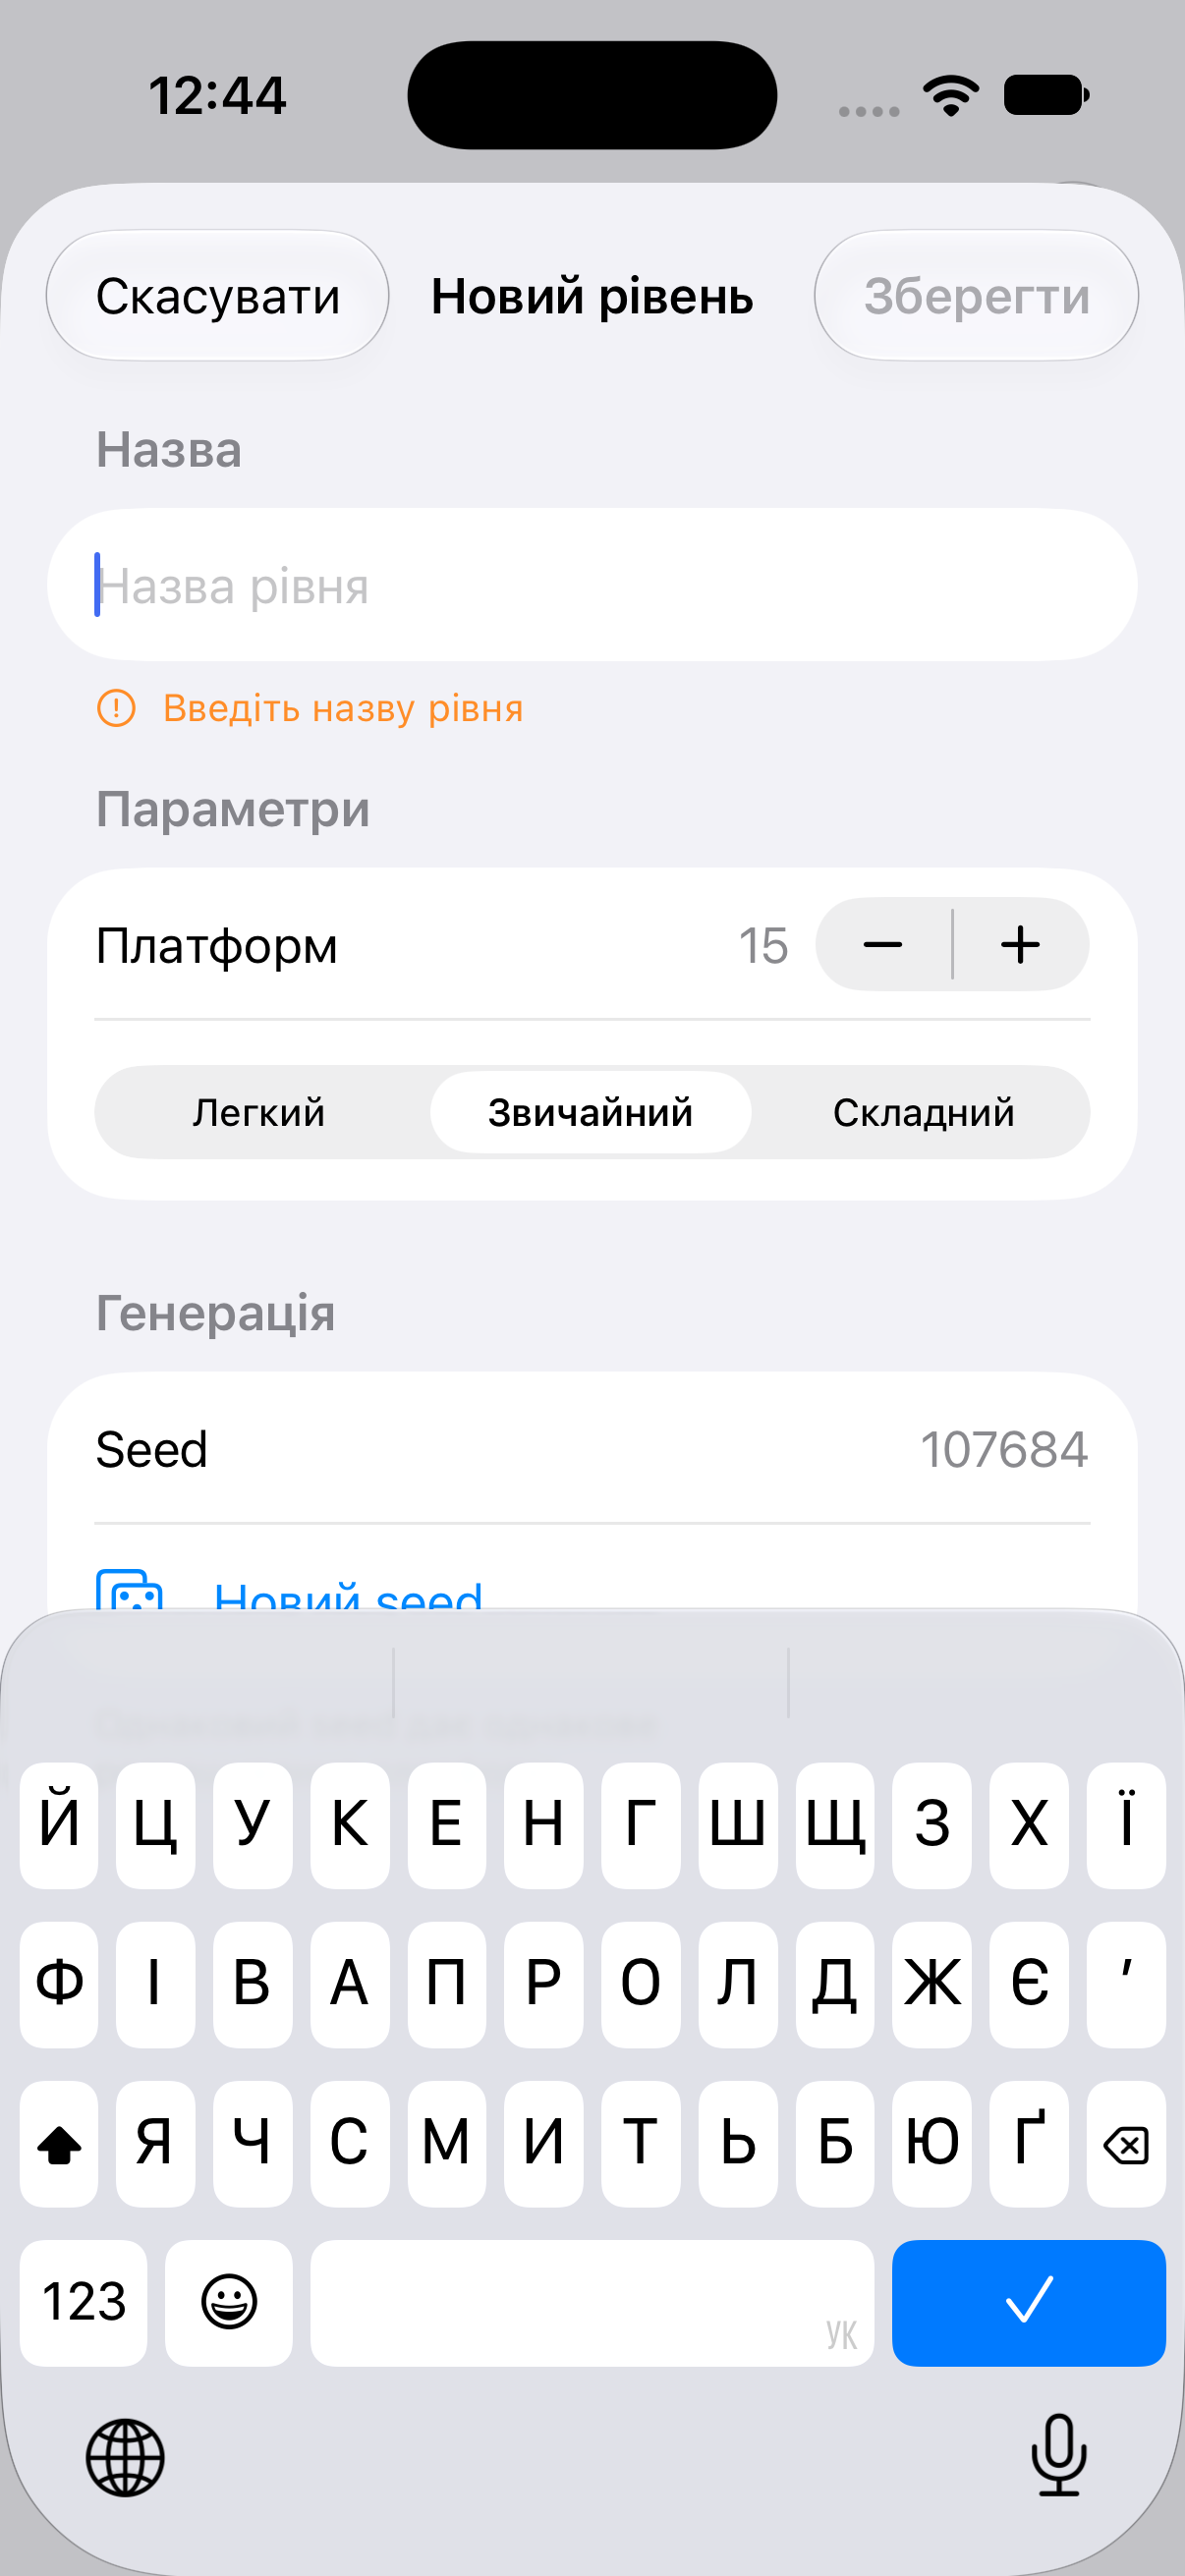 12:44
Скасувати
Новий рівень
Зберегти
Назва
Назва рівня
Введіть назву рівня
Параметри
Платформ
15
Легкий
Звичайний
Складний
Генерація
Seed
107684
Новий seed
Й Ц У К Е Н Г Ш Щ З Х Ї
Ф І В А П Р О Л Д Ж Є ʼ
Я Ч С М И Т Ь Б Ю Ґ
123
УК